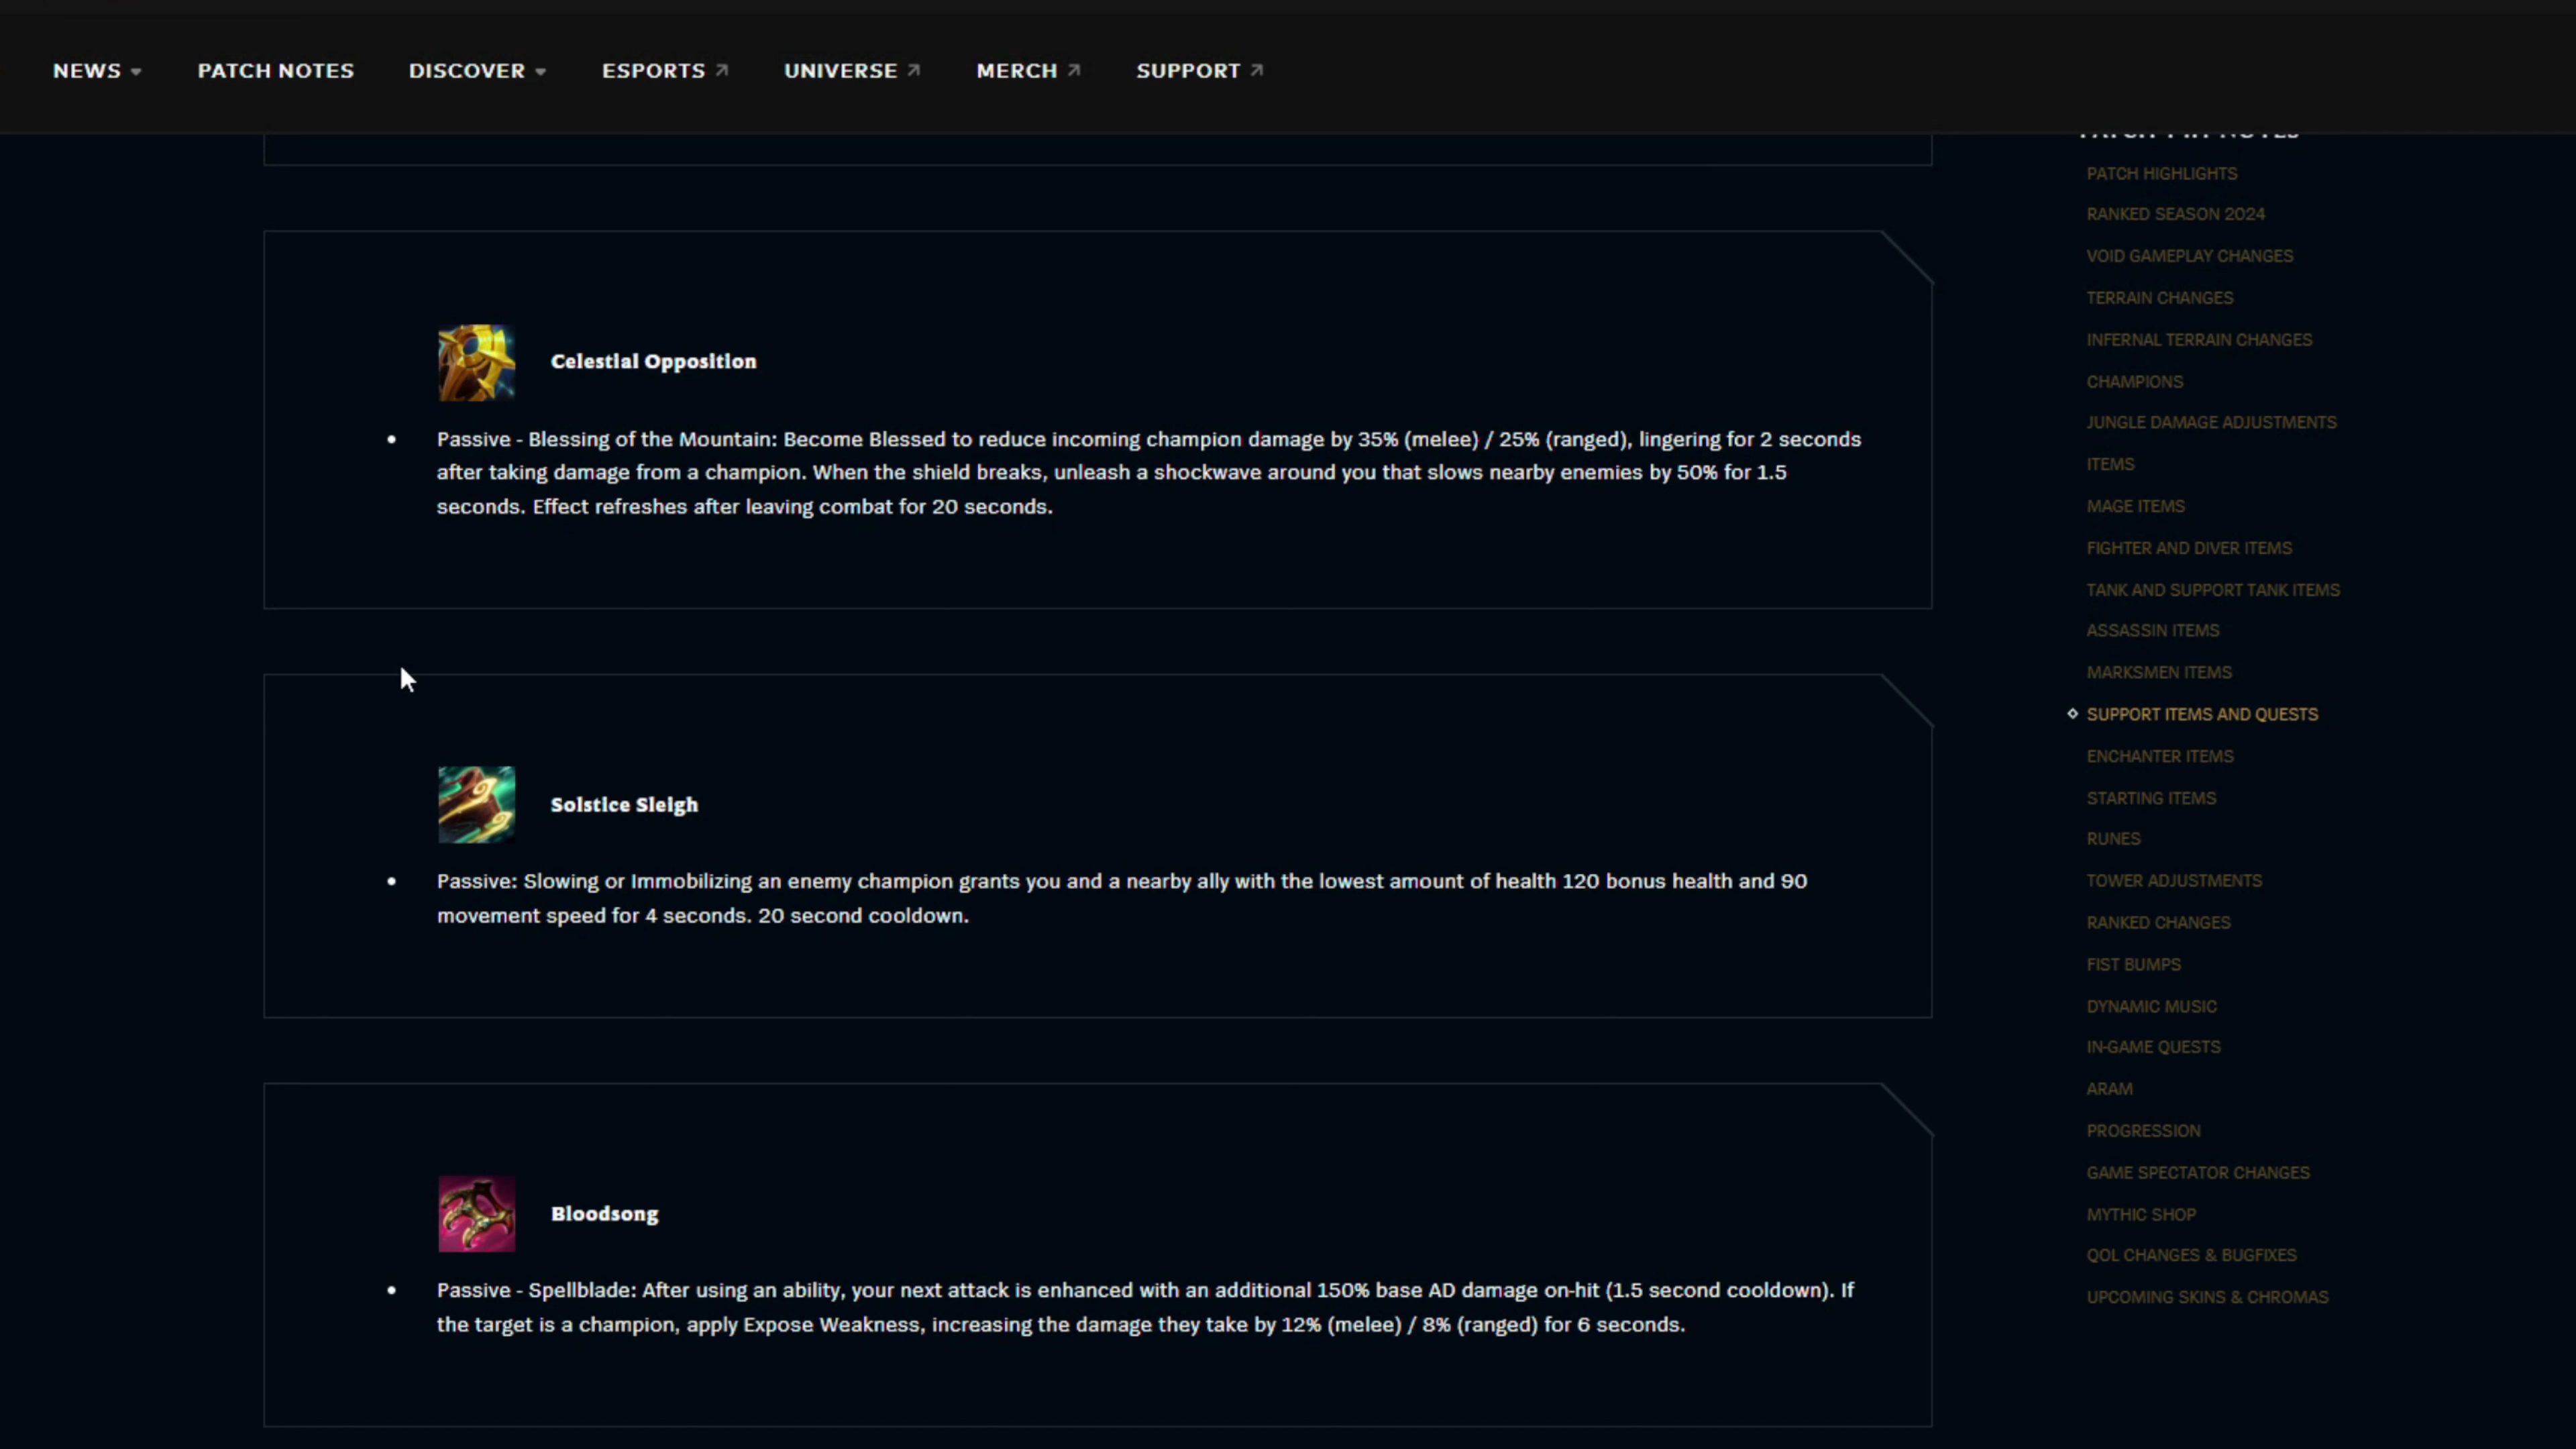 NEWS
PATCH NOTES
DISCOVER
ESPORTS
UNIVERSE
MERCH
SUPPORT
Celestial Opposition
• Passive - Blessing of the Mountain: Become Blessed to reduce incoming champion damage by 35% (melee) / 25% (ranged), lingering for 2 seconds
after taking damage from a champion. When the shield breaks, unleash a shockwave around you that slows nearby enemies by 50% for 1.5
seconds. Effect refreshes after leaving combat for 20 seconds.
Solstice Sleigh
• Passive: Slowing or Immobilizing an enemy champion grants you and a nearby ally with the lowest amount of health 120 bonus health and 90
movement speed for 4 seconds. 20 second cooldown.
Bloodsong
• Passive - Spellblade: After using an ability, your next attack is enhanced with an additional 150% base AD damage on-hit (1.5 second cooldown). If
the target is a champion, apply Expose Weakness, increasing the damage they take by 12% (melee) / 8% (ranged) for 6 seconds.
PATCH HIGHLIGHTS
RANKED SEASON 2024
VOID GAMEPLAY CHANGES
TERRAIN CHANGES
INFERNAL TERRAIN CHANGES
CHAMPIONS
JUNGLE DAMAGE ADJUSTMENTS
ITEMS
MAGE ITEMS
FIGHTER AND DIVER ITEMS
TANK AND SUPPORT TANK ITEMS
ASSASSIN ITEMS
MARKSMEN ITEMS
SUPPORT ITEMS AND QUESTS
ENCHANTER ITEMS
STARTING ITEMS
RUNES
TOWER ADJUSTMENTS
RANKED CHANGES
FIST BUMPS
DYNAMIC MUSIC
IN-GAME QUESTS
ARAM
PROGRESSION
GAME SPECTATOR CHANGES
MYTHIC SHOP
QOL CHANGES & BUGFIXES
UPCOMING SKINS & CHROMAS